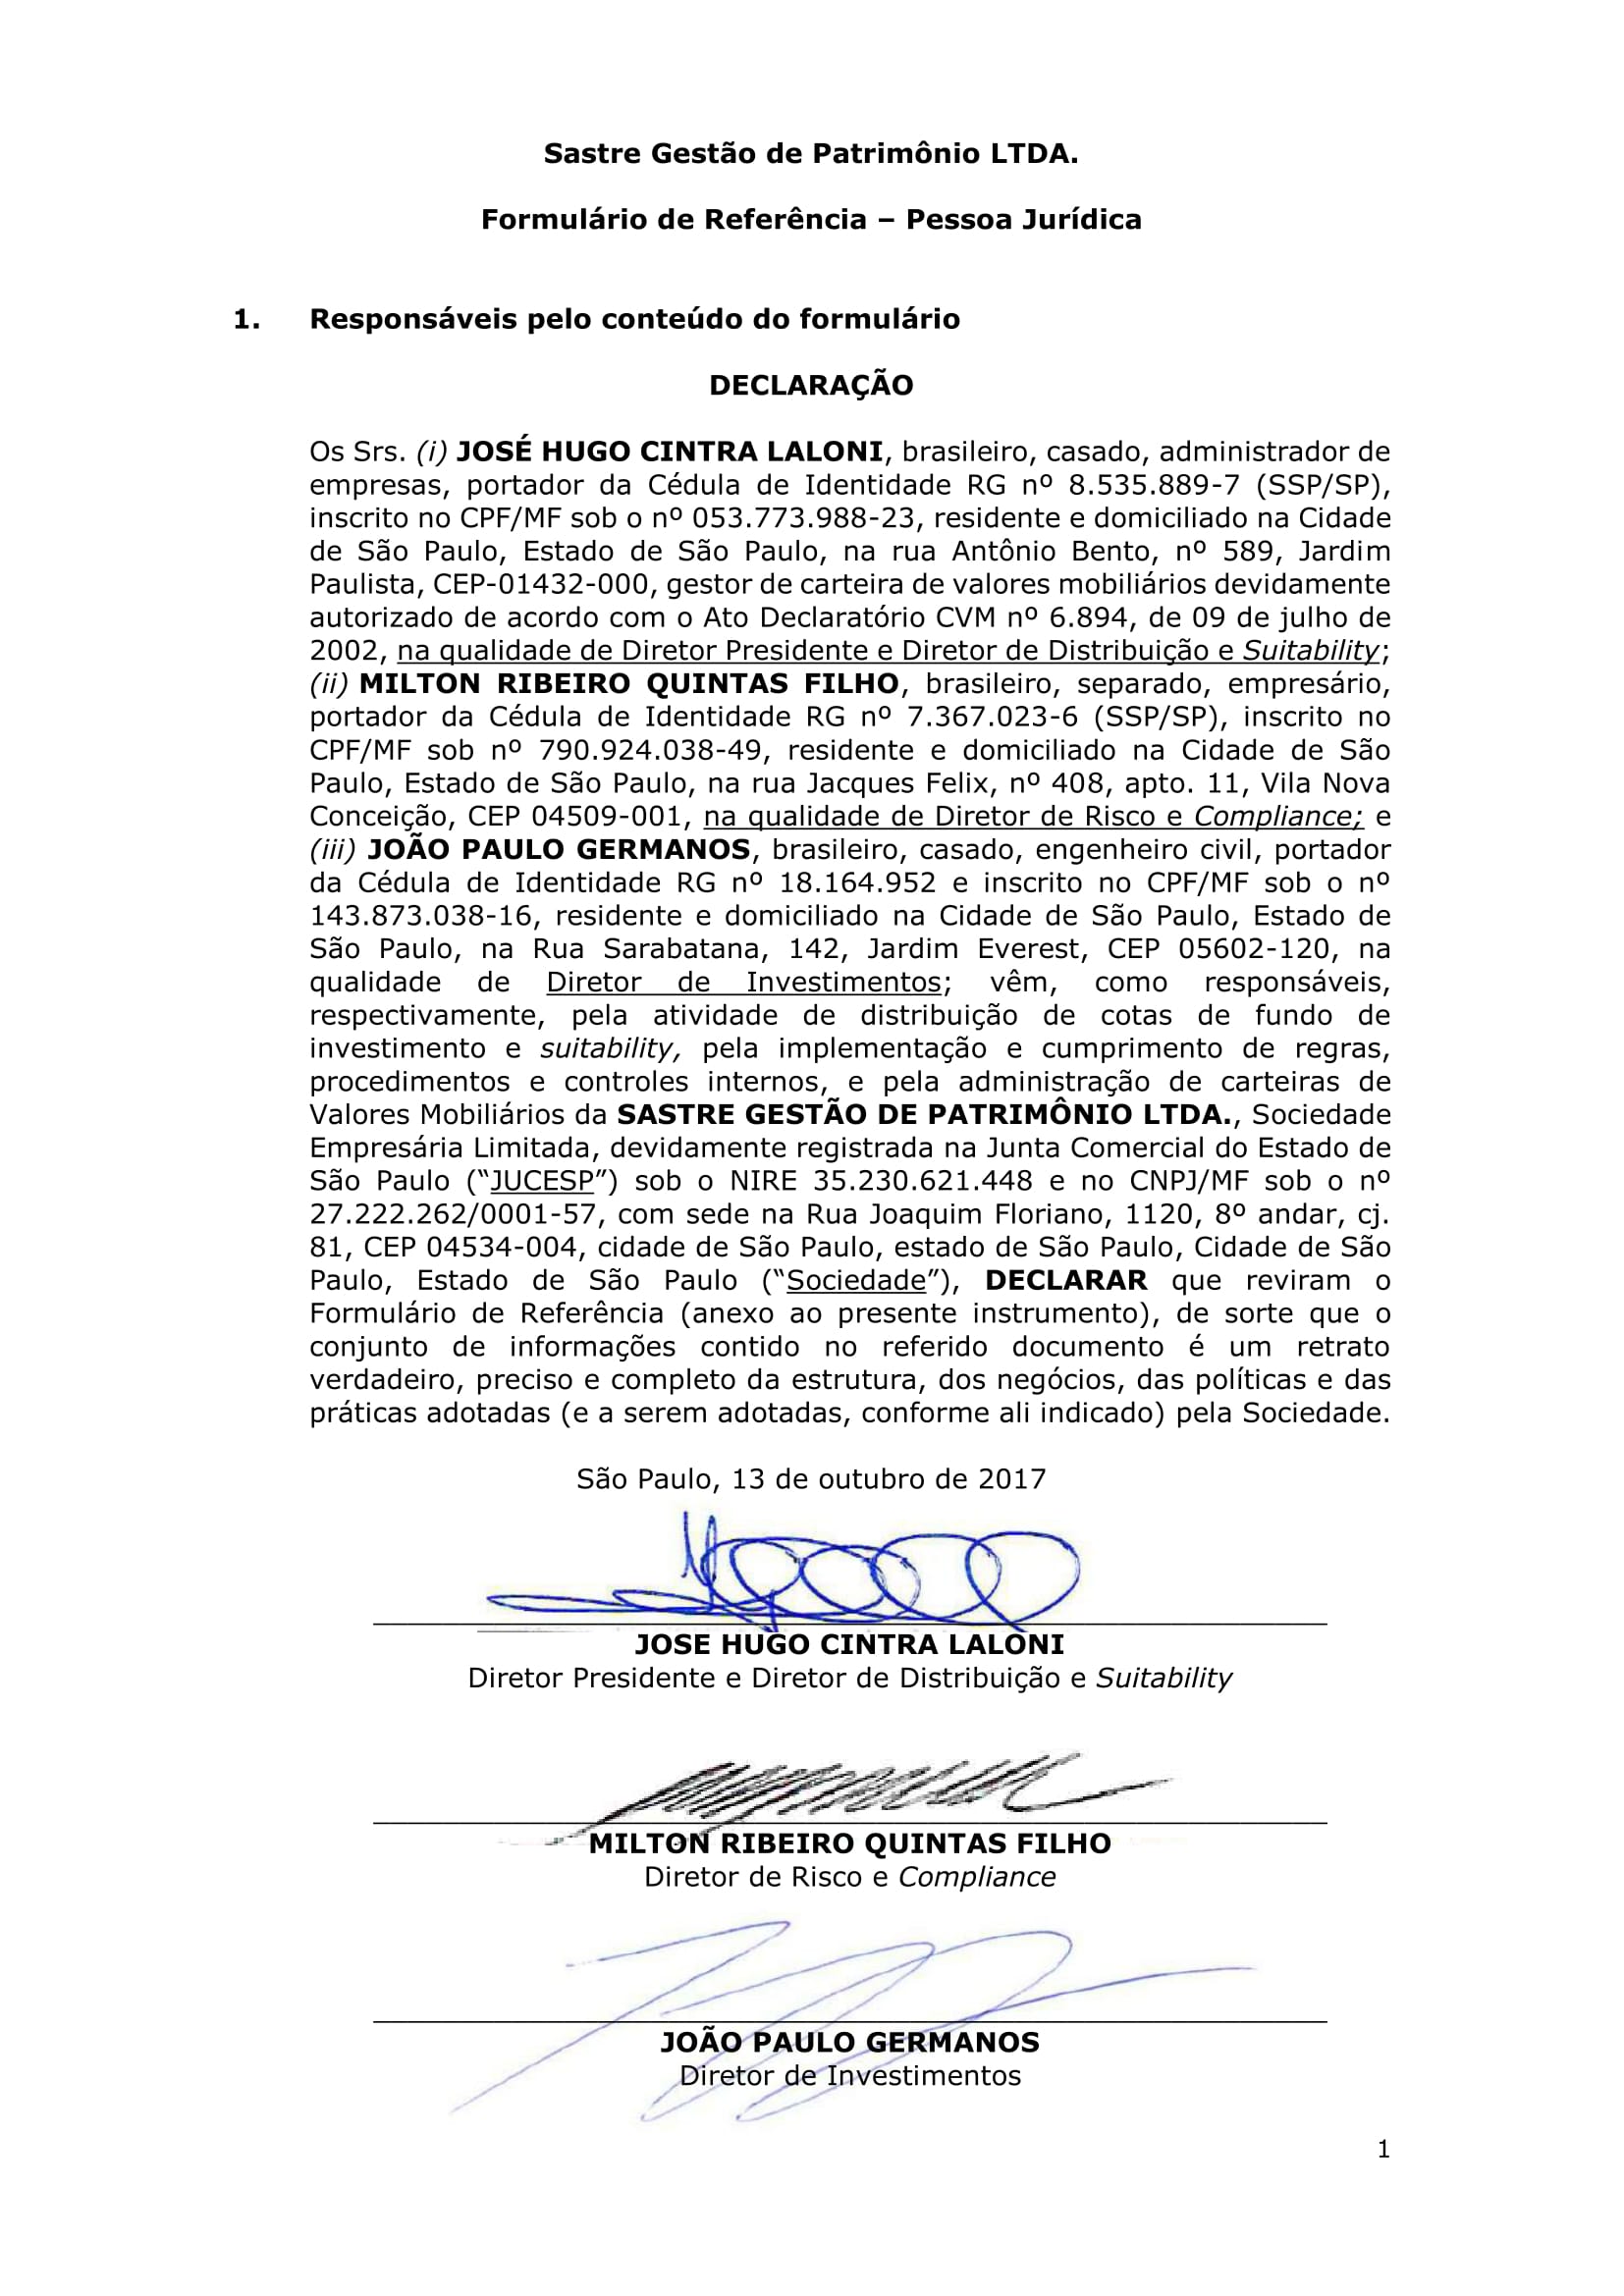 Sastre Gestão de Patrimônio LTDA.
Formulário de Referência – Pessoa Jurídica
1. Responsáveis pelo conteúdo do formulário
DECLARAÇÃO
Os Srs. (i) JOSÉ HUGO CINTRA LALONI, brasileiro, casado, administrador de
empresas, portador da Cédula de Identidade RG nº 8.535.889-7 (SSP/SP),
inscrito no CPF/MF sob o nº 053.773.988-23, residente e domiciliado na Cidade
de São Paulo, Estado de São Paulo, na rua Antônio Bento, nº 589, Jardim
Paulista, CEP-01432-000, gestor de carteira de valores mobiliários devidamente
autorizado de acordo com o Ato Declaratório CVM nº 6.894, de 09 de julho de
2002, na qualidade de Diretor Presidente e Diretor de Distribuição e Suitability;
(ii) MILTON RIBEIRO QUINTAS FILHO, brasileiro, separado, empresário,
portador da Cédula de Identidade RG nº 7.367.023-6 (SSP/SP), inscrito no
CPF/MF sob nº 790.924.038-49, residente e domiciliado na Cidade de São
Paulo, Estado de São Paulo, na rua Jacques Felix, nº 408, apto. 11, Vila Nova
Conceição, CEP 04509-001, na qualidade de Diretor de Risco e Compliance; e
(iii) JOÃO PAULO GERMANOS, brasileiro, casado, engenheiro civil, portador
da Cédula de Identidade RG nº 18.164.952 e inscrito no CPF/MF sob o nº
143.873.038-16, residente e domiciliado na Cidade de São Paulo, Estado de
São Paulo, na Rua Sarabatana, 142, Jardim Everest, CEP 05602-120, na
qualidade de Diretor de Investimentos; vêm, como responsáveis,
respectivamente, pela atividade de distribuição de cotas de fundo de
investimento e suitability, pela implementação e cumprimento de regras,
procedimentos e controles internos, e pela administração de carteiras de
Valores Mobiliários da SASTRE GESTÃO DE PATRIMÔNIO LTDA., Sociedade
Empresária Limitada, devidamente registrada na Junta Comercial do Estado de
São Paulo (“JUCESP”) sob o NIRE 35.230.621.448 e no CNPJ/MF sob o nº
27.222.262/0001-57, com sede na Rua Joaquim Floriano, 1120, 8º andar, cj.
81, CEP 04534-004, cidade de São Paulo, estado de São Paulo, Cidade de São
Paulo, Estado de São Paulo (“Sociedade”), DECLARAR que reviram o
Formulário de Referência (anexo ao presente instrumento), de sorte que o
conjunto de informações contido no referido documento é um retrato
verdadeiro, preciso e completo da estrutura, dos negócios, das políticas e das
práticas adotadas (e a serem adotadas, conforme ali indicado) pela Sociedade.
São Paulo, 13 de outubro de 2017
JOSE HUGO CINTRA LALONI
Diretor Presidente e Diretor de Distribuição e Suitability
MILTON RIBEIRO QUINTAS FILHO
Diretor de Risco e Compliance
JOÃO PAULO GERMANOS
Diretor de Investimentos
1